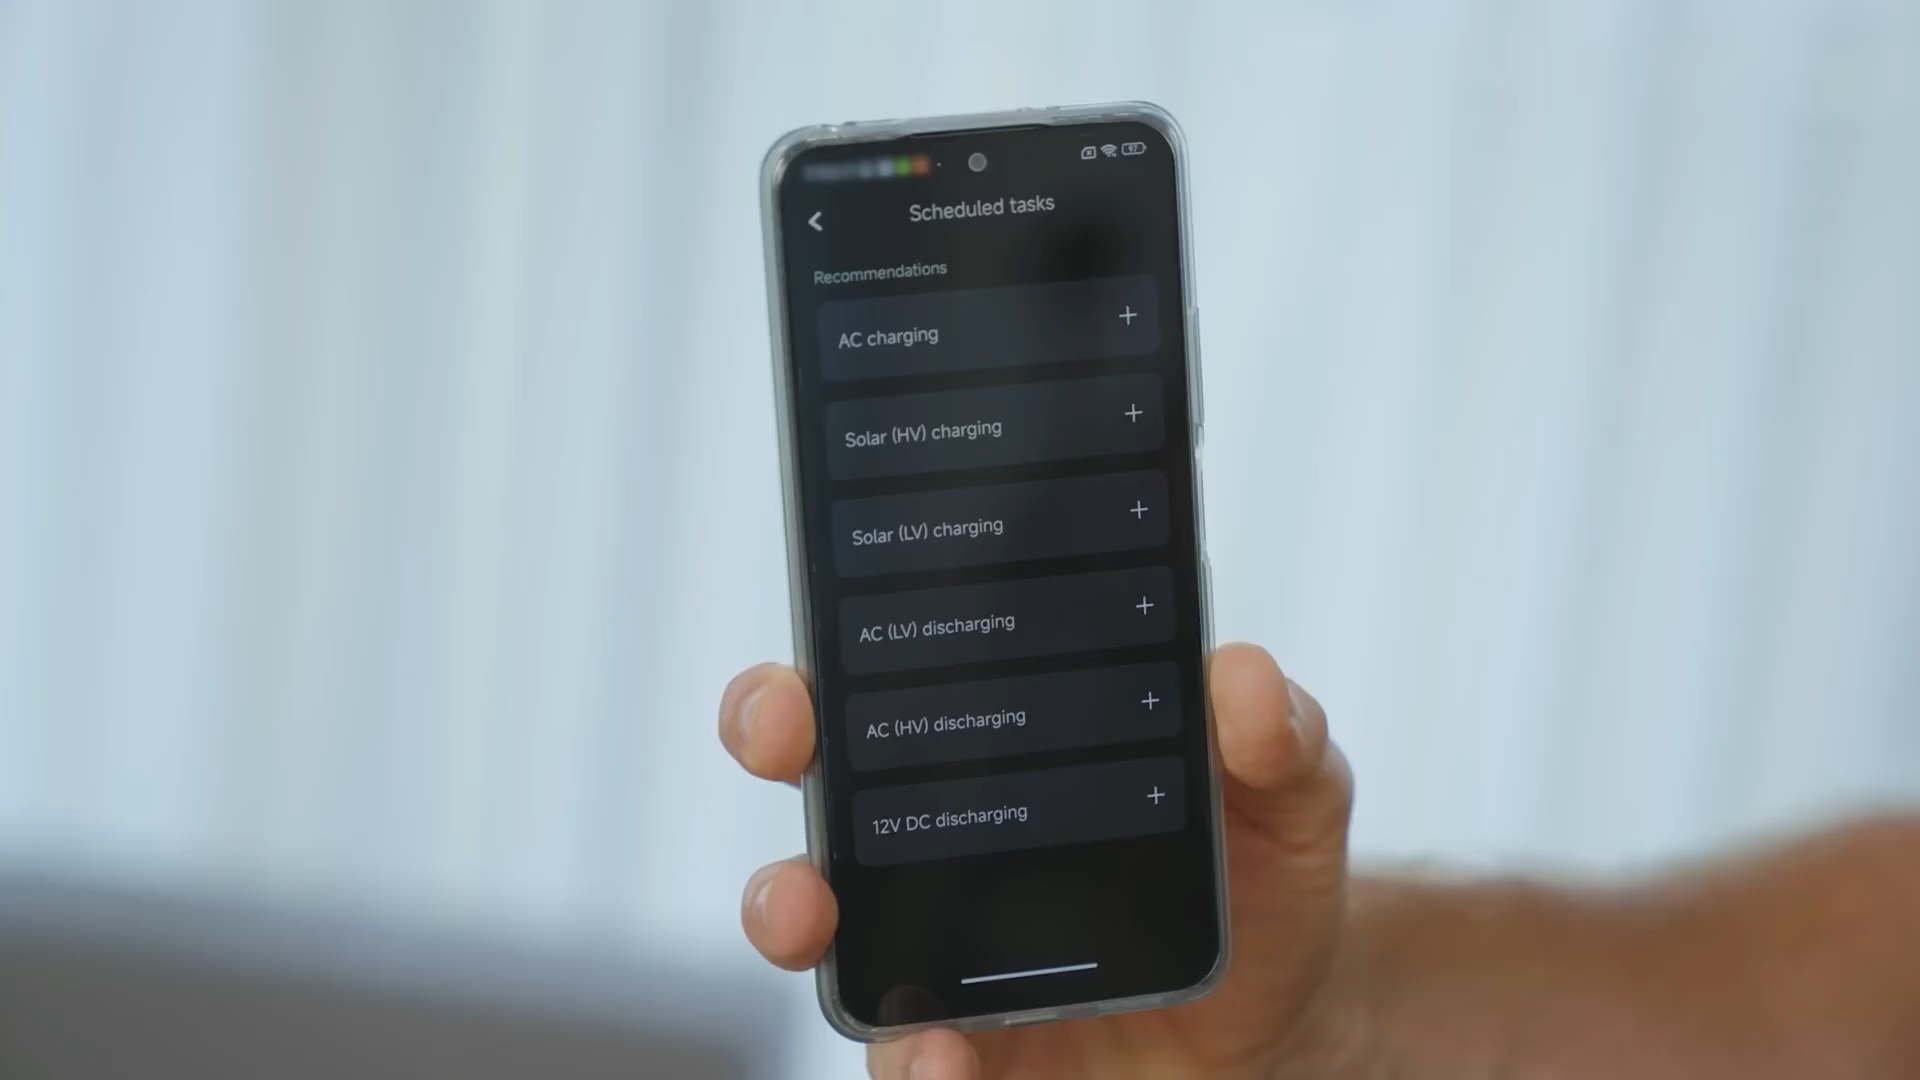 97
Scheduled tasks
Recommendations
AC charging
Solar (HV) charging
Solar (LV) charging
AC (LV) discharging
AC (HV) discharging
12V DC discharging